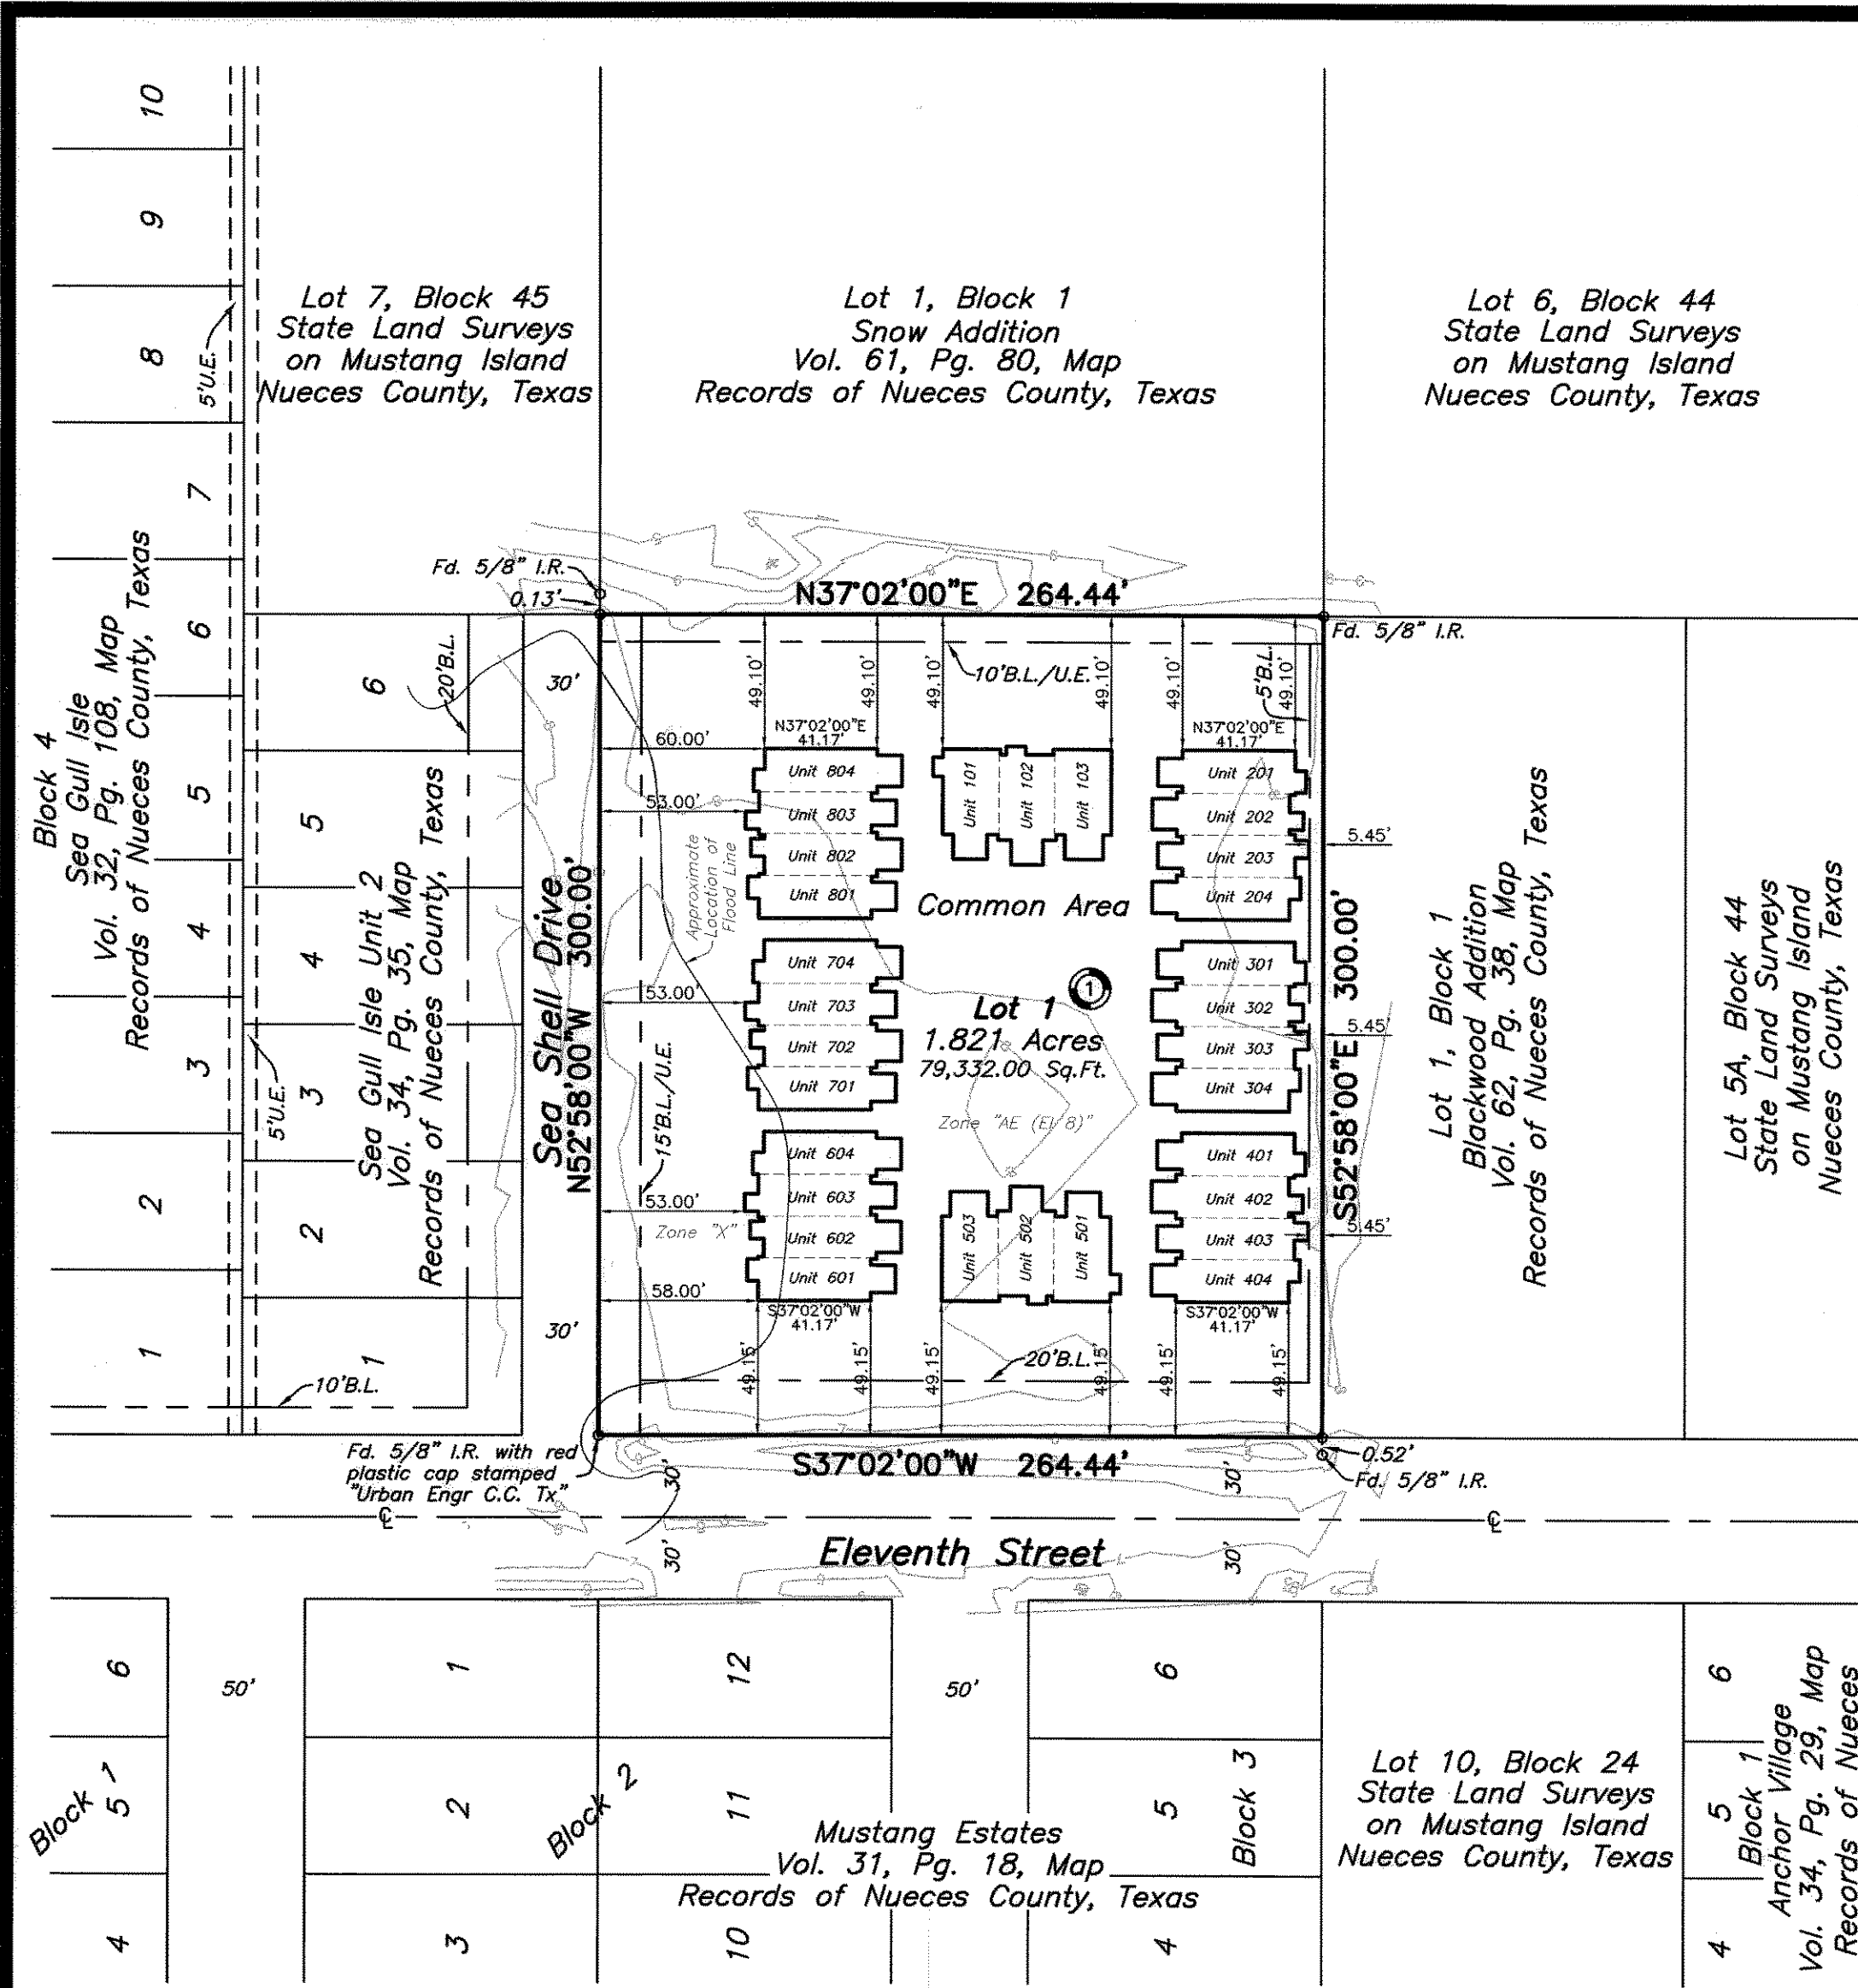 10
9
8
7
6
5
4
3
2
1
5'U.E.
Block 4
Sea Gull Isle
Vol. 32, Pg. 108, Map
Records of Nueces County, Texas
Lot 7, Block 45
State Land Surveys
on Mustang Island
Nueces County, Texas
Lot 1, Block 1
Snow Addition
Vol. 61, Pg. 80, Map
Records of Nueces County, Texas
Lot 6, Block 44
State Land Surveys
on Mustang Island
Nueces County, Texas
Fd. 5/8" I.R.
0.13'
N37°02'00"E 264.44'
Fd. 5/8" I.R.
6
5
4
3
2
1
20'B.L.
5'U.E.
10'B.L.
Sea Gull Isle Unit 2
Vol. 34, Pg. 35, Map
Records of Nueces County, Texas
30'
30'
Sea Shell Drive
N52°58'00"W 300.00'
49.10'
49.10'
49.10'
10'B.L./U.E.
49.10'
49.10'
5'B.L.
49.10'
N37°02'00"E
41.17'
N37°02'00"E
41.17'
60.00'
53.00'
53.00'
53.00'
58.00'
Approximate
Location of
Flood Line
15'B.L./U.E.
Zone "X"
Unit 804
Unit 803
Unit 802
Unit 801
Unit 704
Unit 703
Unit 702
Unit 701
Unit 604
Unit 603
Unit 602
Unit 601
Unit 101
Unit 102
Unit 103
Common Area
Lot 1
1
1.821 Acres
79,332.00 Sq.Ft.
Zone "AE (El 8)"
Unit 503
Unit 502
Unit 501
Unit 201
Unit 202
Unit 203
Unit 204
Unit 301
Unit 302
Unit 303
Unit 304
Unit 401
Unit 402
Unit 403
Unit 404
5.45'
5.45'
5.45'
S52°58'00"E 300.00'
S37°02'00"W
41.17'
S37°02'00"W
41.17'
49.15'
49.15'
49.15'
20'B.L.
49.15'
49.15'
49.15'
Lot 1, Block 1
Blackwood Addition
Vol. 62, Pg. 38, Map
Records of Nueces County, Texas
Lot 5A, Block 44
State Land Surveys
on Mustang Island
Nueces County, Texas
Fd. 5/8" I.R. with red
plastic cap stamped
"Urban Engr C.C. Tx"
S37°02'00"W 264.44'
0.52'
Fd. 5/8" I.R.
30'
30'
30'
30'
Eleventh Street
6
5
4
Block 1
50'
1
2
3
Block 2
12
11
10
50'
6
5
4
Block 3
Mustang Estates
Vol. 31, Pg. 18, Map
Records of Nueces County, Texas
Lot 10, Block 24
State Land Surveys
on Mustang Island
Nueces County, Texas
6
5
4
Block 1
Anchor Village
Vol. 34, Pg. 29, Map
Records of Nueces